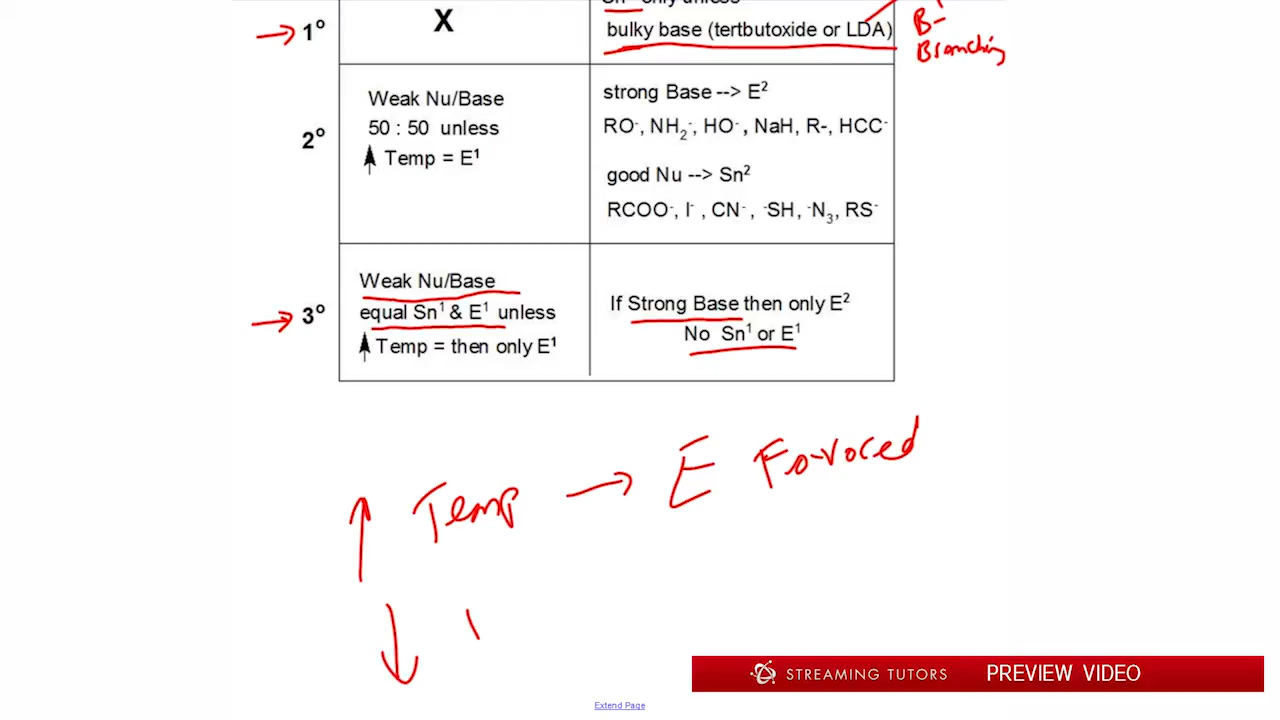 Sn² only unless
→ 1° X bulky base (tertbutoxide or LDA)
B-
Branching
2°
Weak Nu/Base
50 : 50 unless
↑ Temp = E¹
strong Base --> E²
RO⁻, NH₂⁻, HO⁻, NaH, R-, HCC⁻
good Nu --> Sn²
RCOO⁻, I⁻, CN⁻, ⁻SH, ⁻N₃, RS⁻
→ 3°
Weak Nu/Base
equal Sn¹ & E¹ unless
↑ Temp = then only E¹
If Strong Base then only E²
No Sn¹ or E¹
↑ Temp → E Favored
↓
STREAMING TUTORS PREVIEW VIDEO
Extend Page